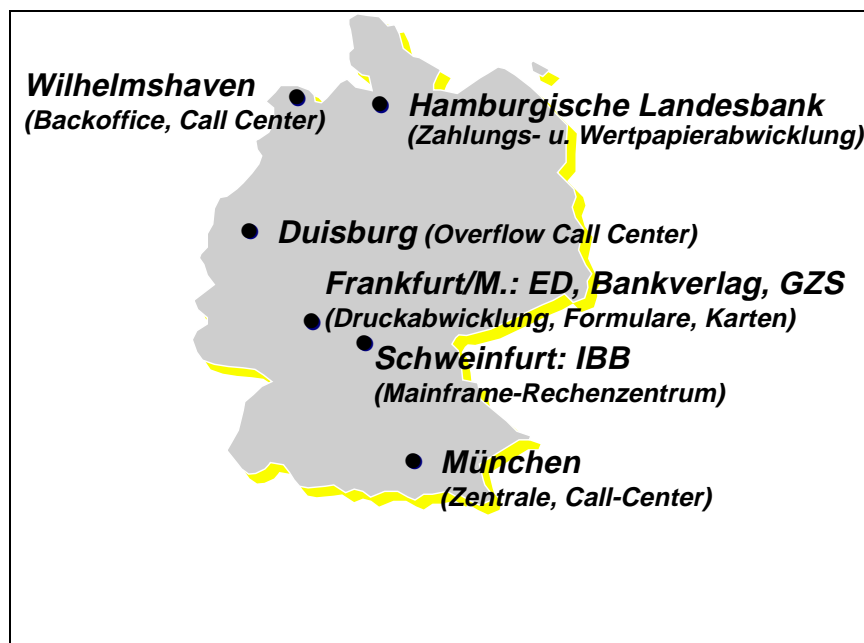 Wilhelmshaven
(Backoffice, Call Center)
Hamburgische Landesbank
(Zahlungs- u. Wertpapierabwicklung)
Duisburg (Overflow Call Center)
Frankfurt/M.: ED, Bankverlag, GZS
(Druckabwicklung, Formulare, Karten)
Schweinfurt: IBB
(Mainframe-Rechenzentrum)
München
(Zentrale, Call-Center)